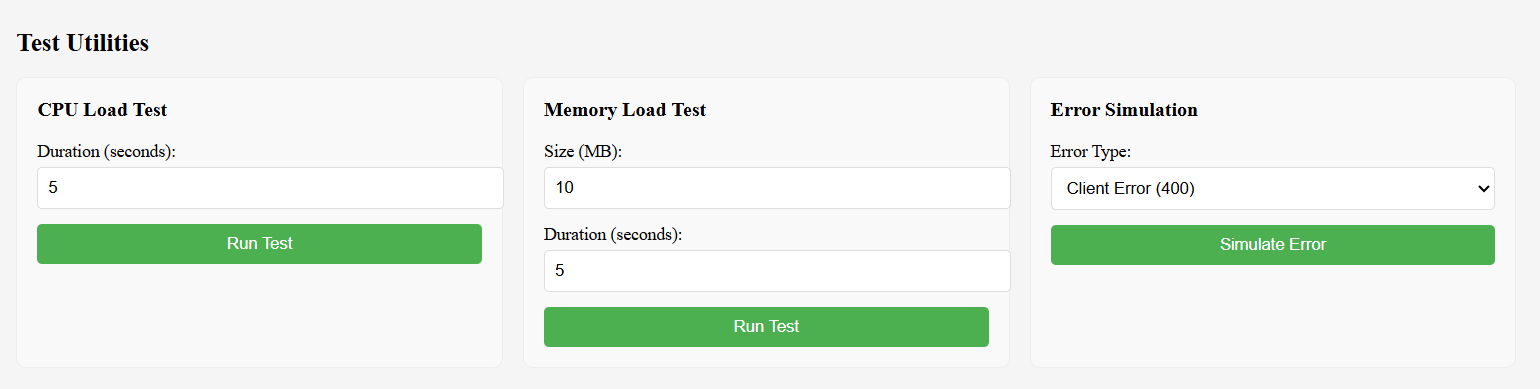 Test Utilities
CPU Load Test
Duration (seconds):
5
Run Test
Memory Load Test
Size (MB):
10
Duration (seconds):
5
Run Test
Error Simulation
Error Type:
Client Error (400)
Simulate Error